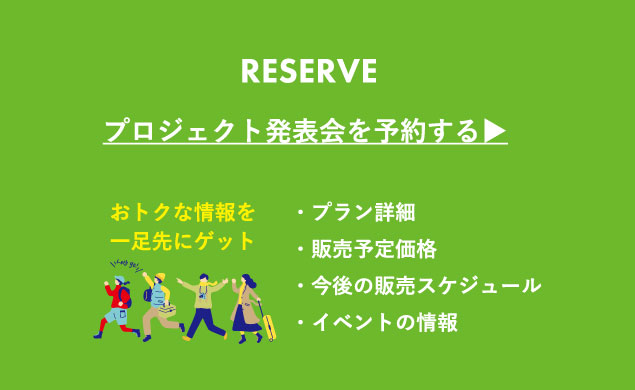 RESERVE
プロジェクト発表会を予約する▶
おトクな情報を
一足先にゲット
・プラン詳細
・販売予定価格
・今後の販売スケジュール
・イベントの情報